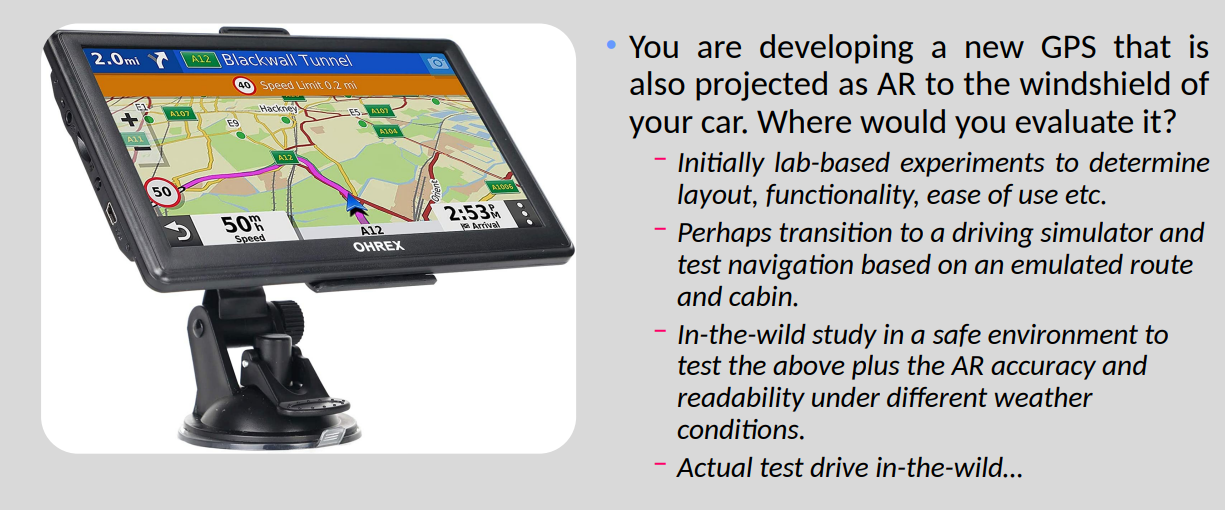 2.0mi A12 Blackwall Tunnel
40 Speed Limit 0.2 mi
E1
Hackney
A107
E9
E5
A107
A104
A11
A12
50
A1006
Orient
50 m h
Speed
A12
2:53 P M
Arrival
OHREX
• You are developing a new GPS that is
also projected as AR to the windshield of
your car. Where would you evaluate it?
– Initially lab-based experiments to determine
layout, functionality, ease of use etc.
– Perhaps transition to a driving simulator and
test navigation based on an emulated route
and cabin.
– In-the-wild study in a safe environment to
test the above plus the AR accuracy and
readability under different weather
conditions.
– Actual test drive in-the-wild...